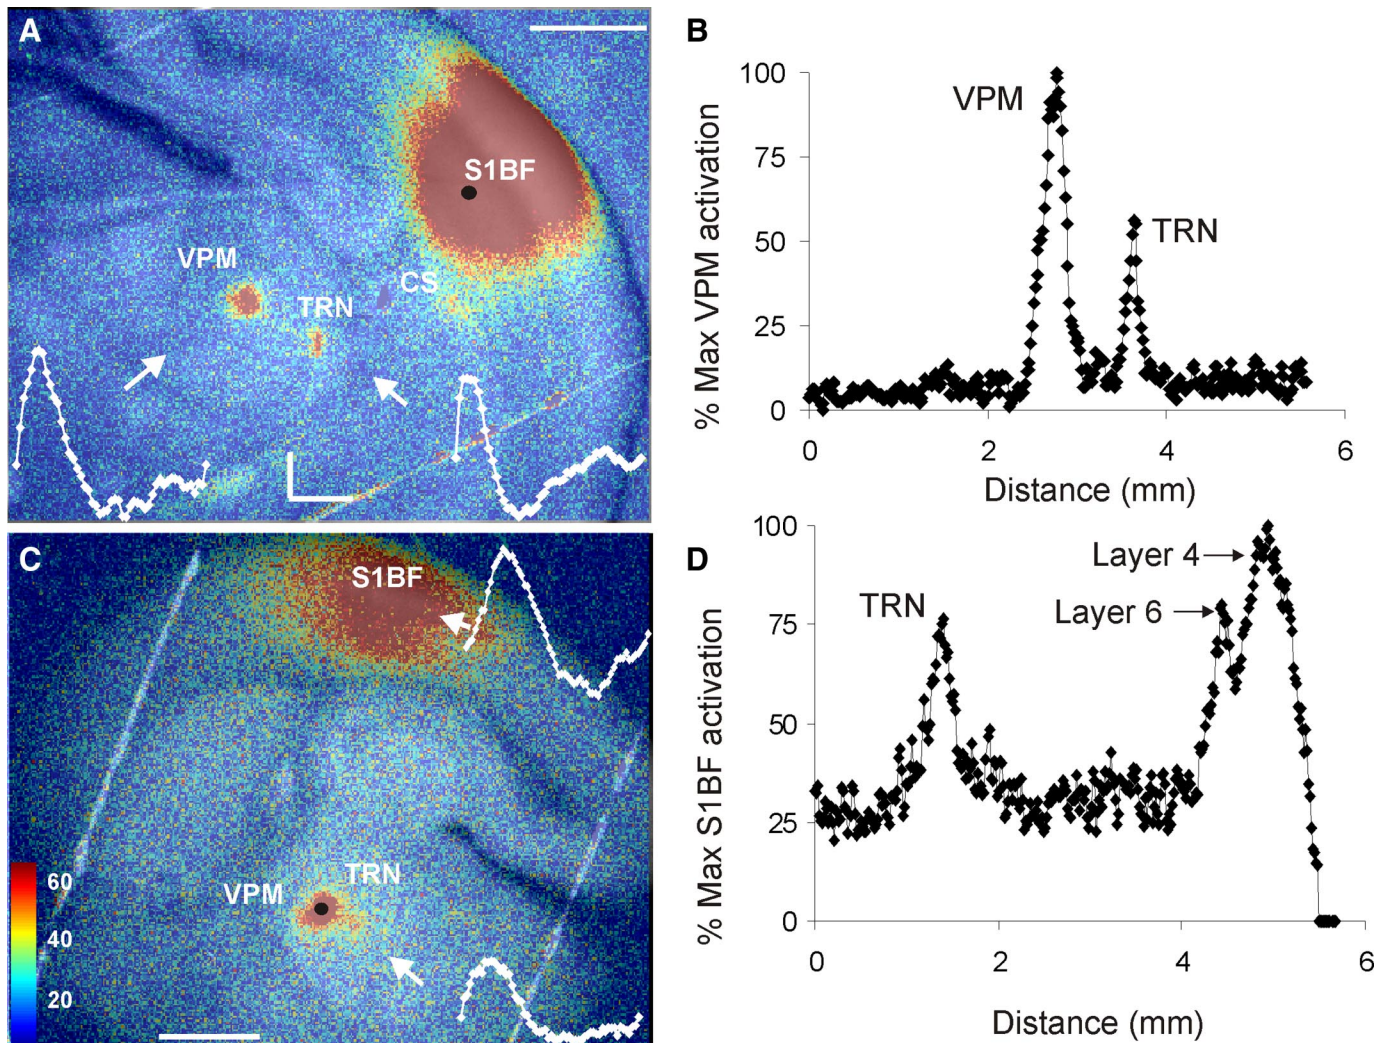 A
S1BF
VPM
CS
TRN
B
% Max VPM activation
100
75
50
25
0
VPM
TRN
0 2 4 6
Distance (mm)
C
S1BF
TRN
VPM
60
40
20
D
% Max S1BF activation
100
75
50
25
0
Layer 4
TRN
Layer 6
0 2 4 6
Distance (mm)